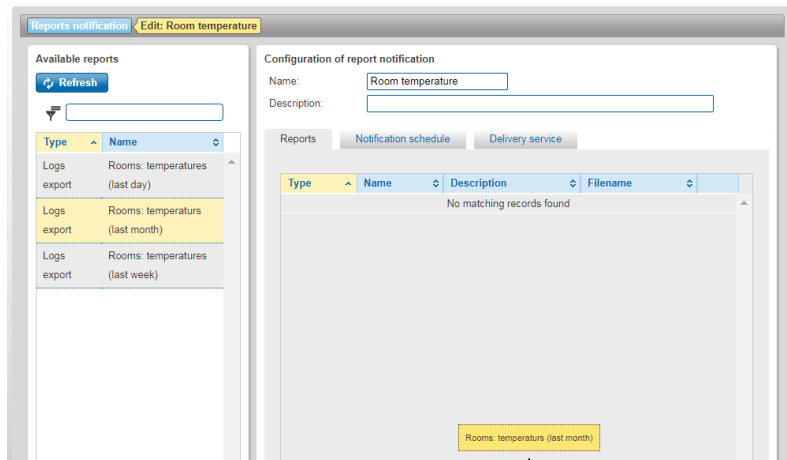 Reports notification Edit: Room temperature
Available reports
Refresh
Type Name
Logs export Rooms: temperatures (last day)
Logs export Rooms: temperaturs (last month)
Logs export Rooms: temperatures (last week)
Configuration of report notification
Name: Room temperature
Description:
Reports Notification schedule Delivery service
Type Name Description Filename
No matching records found
Rooms: temperaturs (last month)